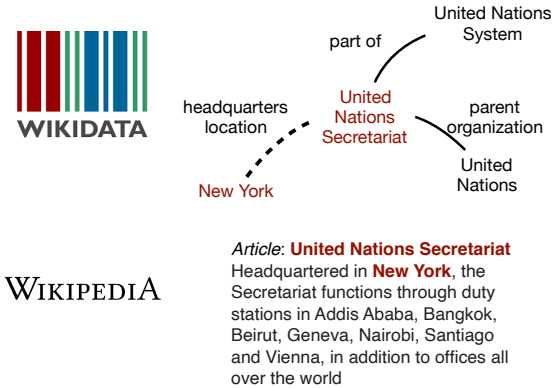 WIKIDATA
United Nations
System
part of
headquarters
location
United
Nations
Secretariat
parent
organization
New York
United
Nations
WIKIPEDIA
Article: United Nations Secretariat
Headquartered in New York, the
Secretariat functions through duty
stations in Addis Ababa, Bangkok,
Beirut, Geneva, Nairobi, Santiago
and Vienna, in addition to offices all
over the world